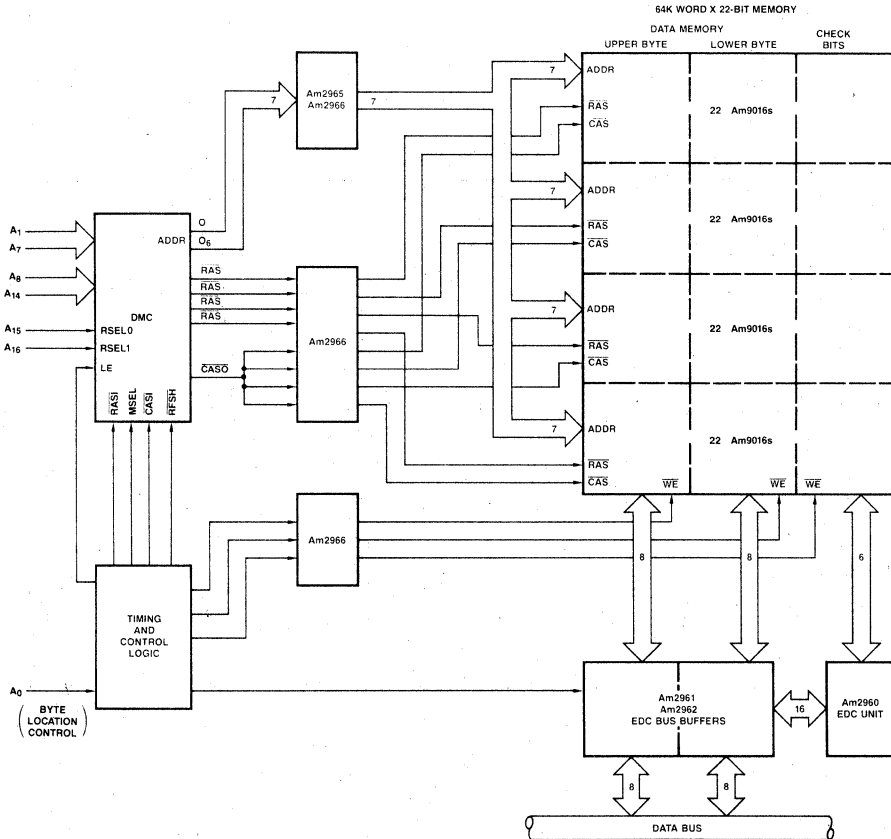 64K WORD X 22-BIT MEMORY
DATA MEMORY
UPPER BYTE
LOWER BYTE
CHECK
BITS
Am2965
Am2966
7
7
7
ADDR
RAS
CAS
22 Am9016s
7
ADDR
RAS
CAS
22 Am9016s
7
ADDR
RAS
CAS
22 Am9016s
7
ADDR
RAS
CAS
22 Am9016s
WE
WE
WE
A1
A7
A8
A14
A15
A16
ADDR
DMC
RSEL0
RSEL1
LE
RASI
MSEL
CASI
RFSH
O
O6
RAS
RAS
RAS
RAS
CASO
Am2966
Am2966
TIMING
AND
CONTROL
LOGIC
A0
(BYTE
LOCATION
CONTROL)
8
8
6
Am2961
Am2962
EDC BUS BUFFERS
16
Am2960
EDC UNIT
8
8
DATA BUS